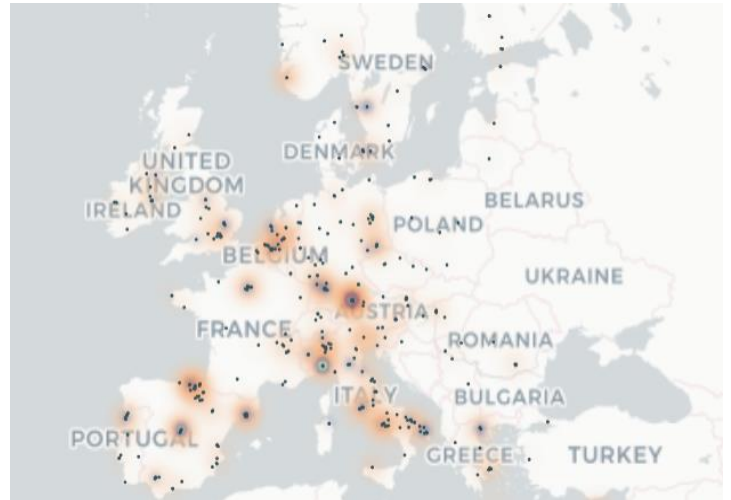 SWEDEN
DENMARK
UNITED
KINGDOM
IRELAND
BELARUS
POLAND
BELGIUM
UKRAINE
AUSTRIA
FRANCE
ROMANIA
ITALY
BULGARIA
PORTUGAL
GREECE
TURKEY